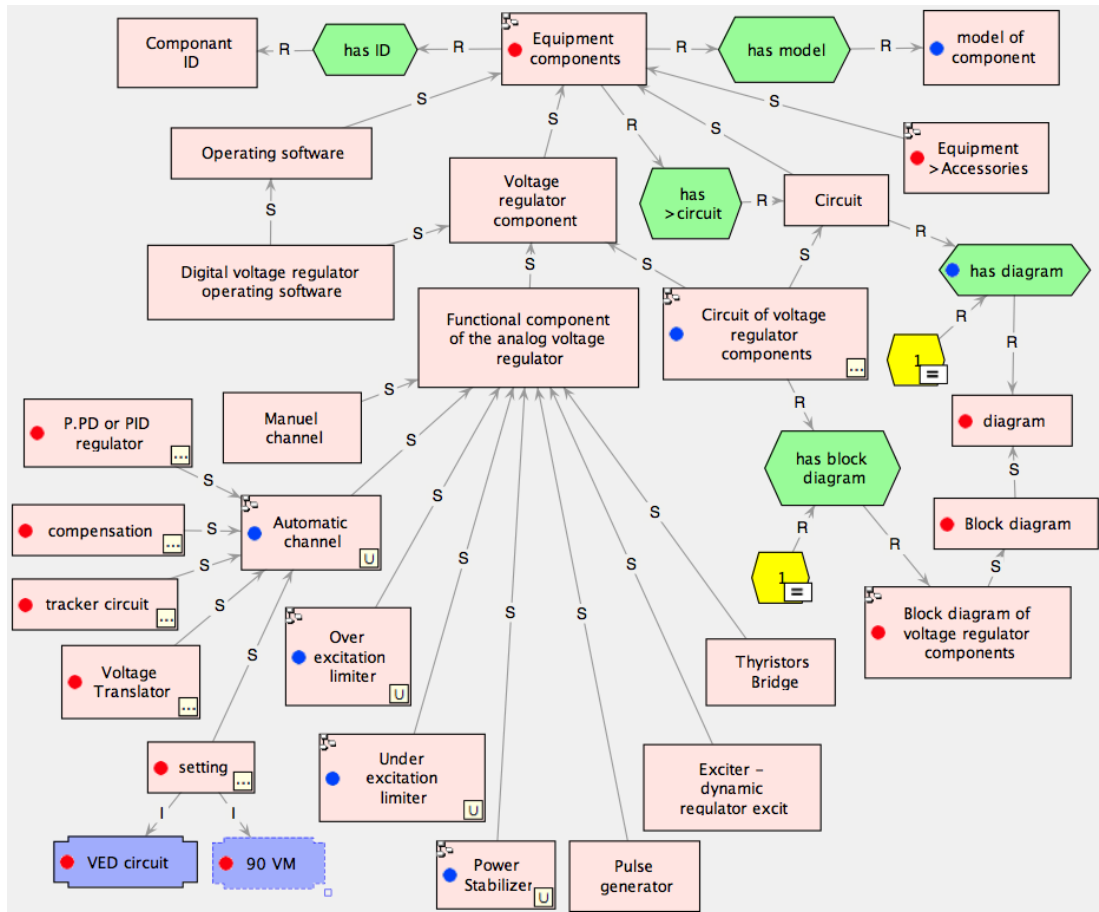 Componant
ID
R
has ID
R
Equipment
components
R
has model
R
model of
component
S
S
S
R
S
Operating software
Equipment
>Accessories
S
Voltage
regulator
component
has
>circuit
R
Circuit
R
S
Digital voltage regulator
operating software
S
S
S
has diagram
Functional component
of the analog voltage
regulator
Circuit of voltage
regulator
components
...
1
=
R
R
Manuel
channel
S
R
diagram
P.PD or PID
regulator
...
S
S
has block
diagram
S
compensation
...
S
Automatic
channel
U
S
S
R
Block diagram
tracker circuit
...
S
S
S
1
=
R
S
Voltage
Translator
...
S
S
Over
excitation
limiter
U
S
S
Thyristors
Bridge
Block diagram of
voltage regulator
components
setting
...
Under
excitation
limiter
U
Exciter –
dynamic
regulator excit
I
I
VED circuit
90 VM
Power
Stabilizer
U
Pulse
generator